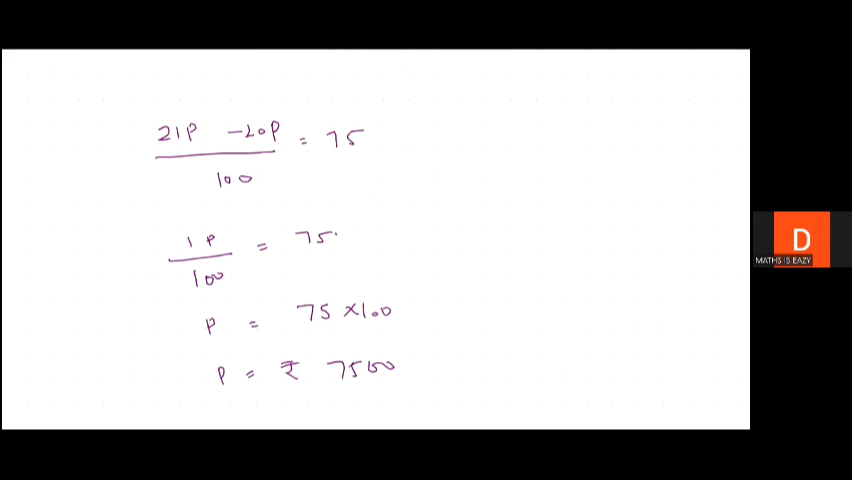 21P -20P = 75
100
1P = 75
100
P = 75 ×100
P = ₹ 7500
D
MATHS IS EAZY